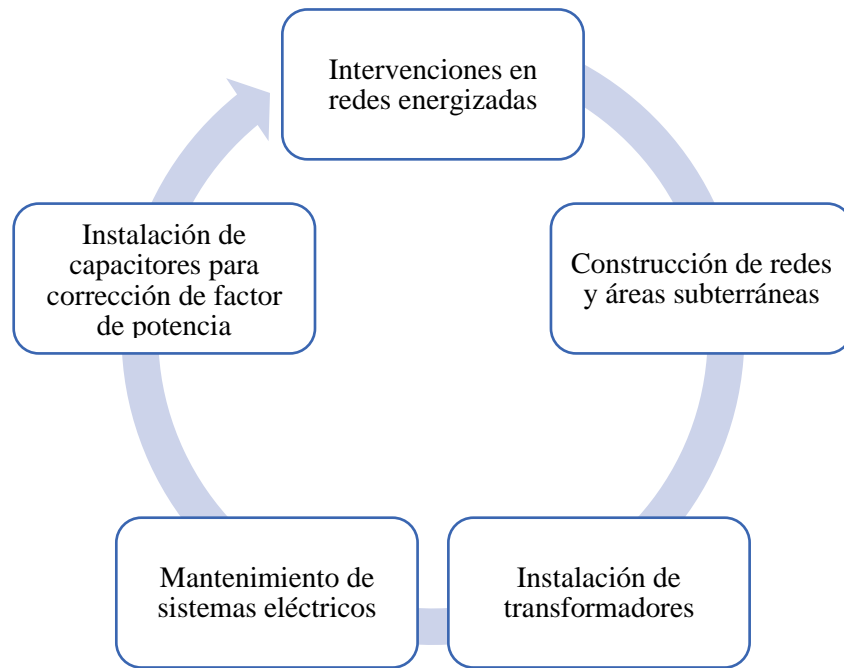 Intervenciones en
redes energizadas
Construcción de redes
y áreas subterráneas
Instalación de
transformadores
Mantenimiento de
sistemas eléctricos
Instalación de
capacitores para
corrección de factor
de potencia